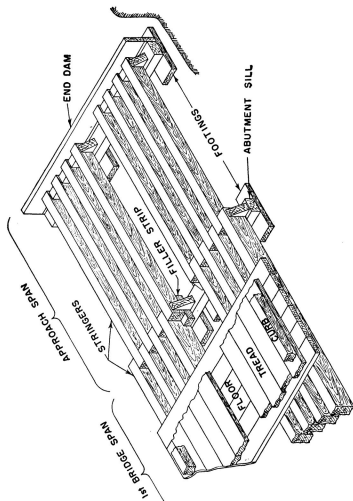 END DAM
FOOTINGS
ABUTMENT SILL
APPROACH SPAN
STRINGERS
FILLER STRIP
1st BRIDGE SPAN
FLOOR
TREAD
CURB